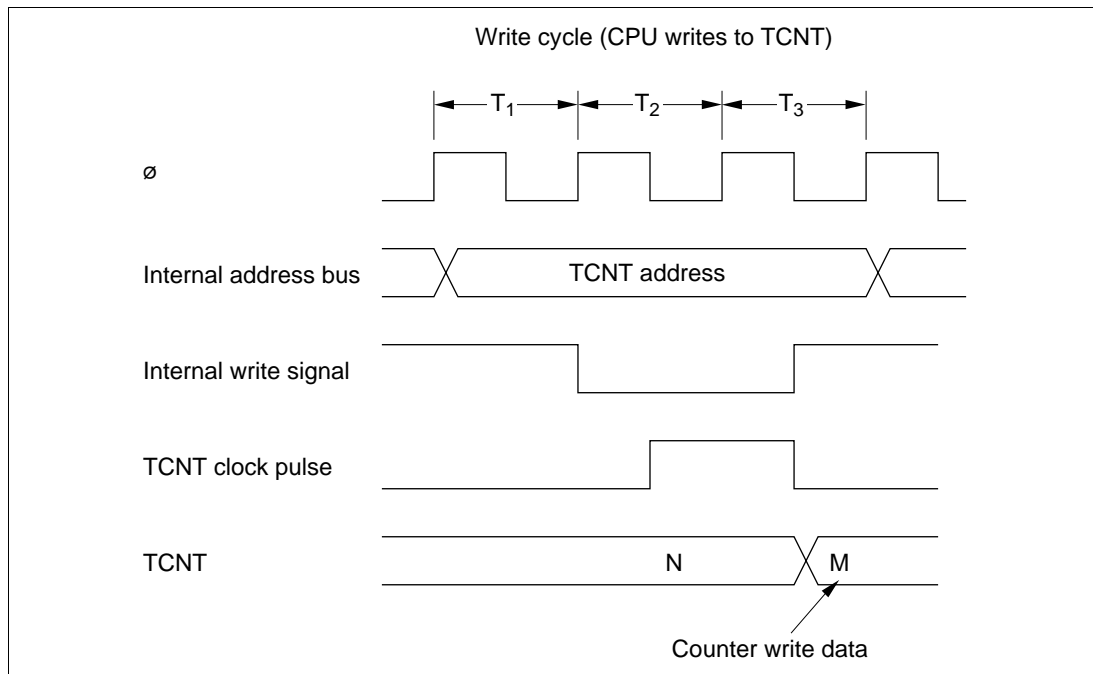 Write cycle (CPU writes to TCNT)
T1 T2 T3
ø
Internal address bus TCNT address
Internal write signal
TCNT clock pulse
TCNT N M
Counter write data